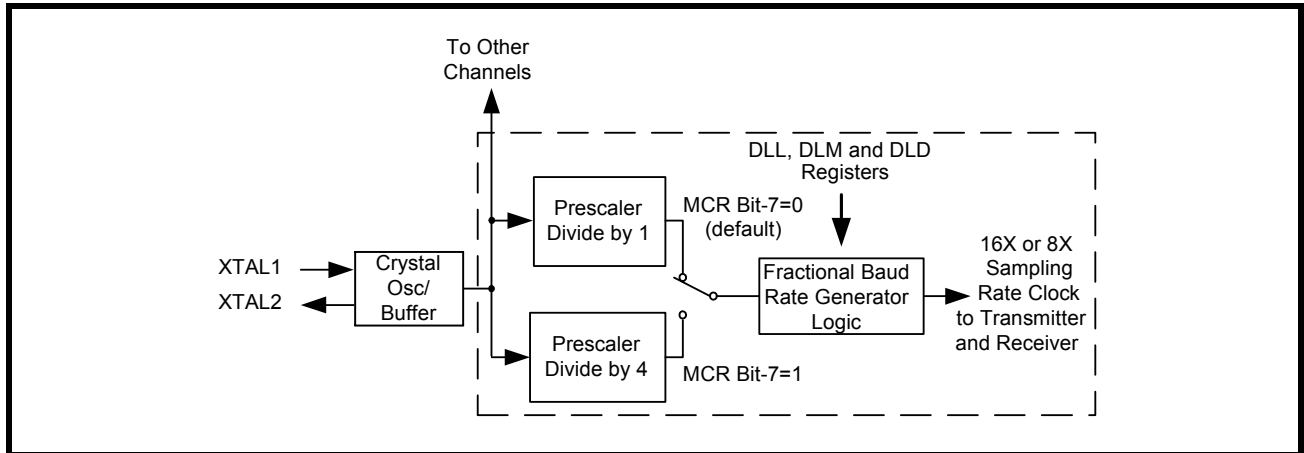 To Other
Channels
DLL, DLM and DLD
Registers
Prescaler
Divide by 1
MCR Bit-7=0
(default)
XTAL1
XTAL2
Crystal
Osc/
Buffer
Fractional Baud
Rate Generator
Logic
16X or 8X
Sampling
Rate Clock
to Transmitter
and Receiver
Prescaler
Divide by 4
MCR Bit-7=1